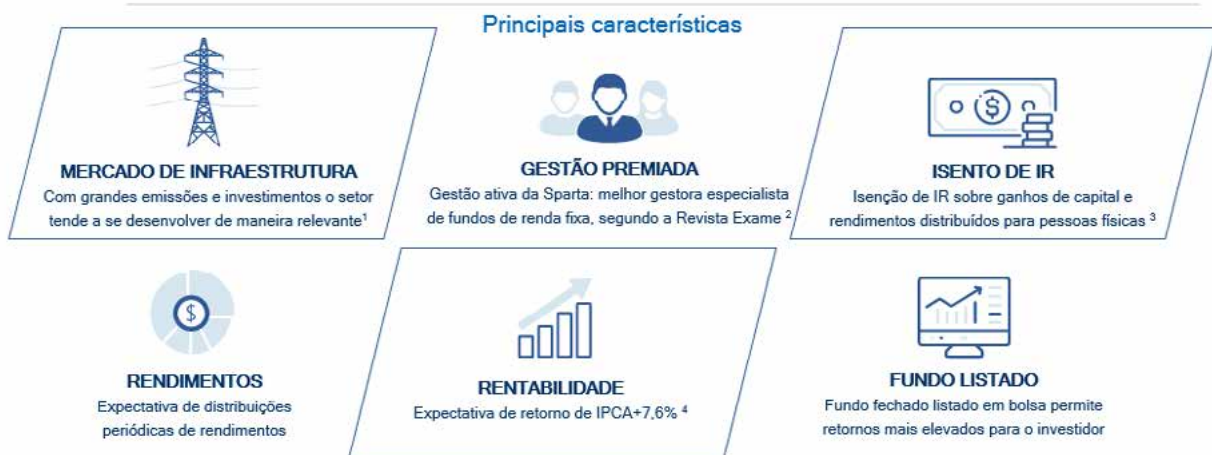 Principais características
MERCADO DE INFRAESTRUTURA
Com grandes emissões e investimentos o setor
tende a se desenvolver de maneira relevante¹
GESTÃO PREMIADA
Gestão ativa da Sparta: melhor gestora especialista
de fundos de renda fixa, segundo a Revista Exame ²
ISENTO DE IR
Isenção de IR sobre ganhos de capital e
rendimentos distribuídos para pessoas físicas ³
RENDIMENTOS
Expectativa de distribuições
periódicas de rendimentos
RENTABILIDADE
Expectativa de retorno de IPCA+7,6% ⁴
FUNDO LISTADO
Fundo fechado listado em bolsa permite
retornos mais elevados para o investidor